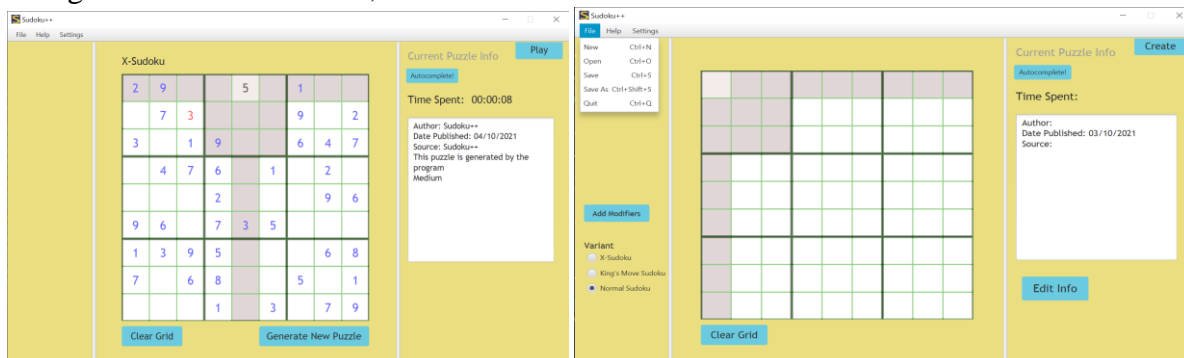 Sudoku++
File Help Settings
X-Sudoku
2 9 5 1
7 3 9 2
3 1 9 6 4 7
4 7 6 1 2
2 9 6
9 6 7 3 5
1 3 9 5 6 8
7 6 8 5 1
1 3 7 9
Clear Grid Generate New Puzzle
Play
Current Puzzle Info
Autocomplete!
Time Spent: 00:00:08
Author: Sudoku++
Date Published: 04/10/2021
Source: Sudoku++
This puzzle is generated by the
program
Medium
Sudoku++
File Help Settings
New Ctrl+N
Open Ctrl+O
Save Ctrl+S
Save As Ctrl+Shift+S
Quit Ctrl+Q
Add Modifiers
Variant
X-Sudoku
King's Move Sudoku
Normal Sudoku
Clear Grid
Create
Current Puzzle Info
Autocomplete!
Time Spent:
Author:
Date Published: 03/10/2021
Source:
Edit Info